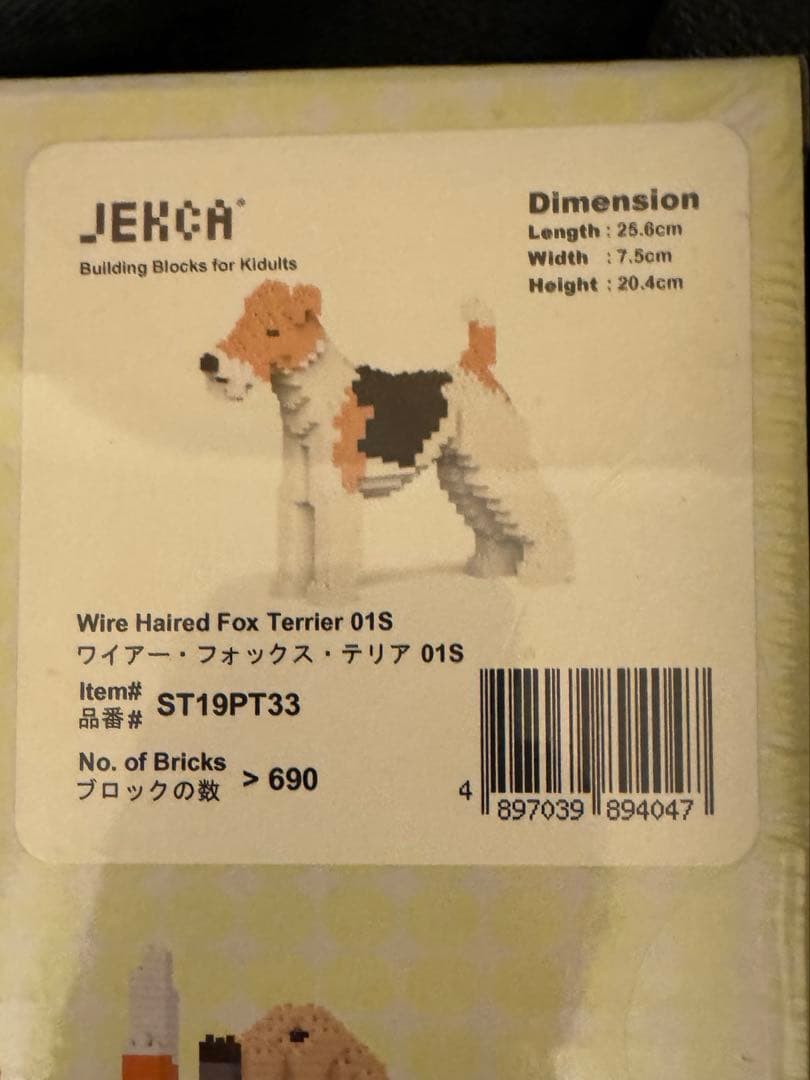 JEKCA®
Building Blocks for Kidults
Dimension
Length : 25.6cm
Width : 7.5cm
Height : 20.4cm
Wire Haired Fox Terrier 01S
ワイアー・フォックス・テリア 01S
Item#
品番#
ST19PT33
No. of Bricks
ブロックの数
> 690
4 897039 894047